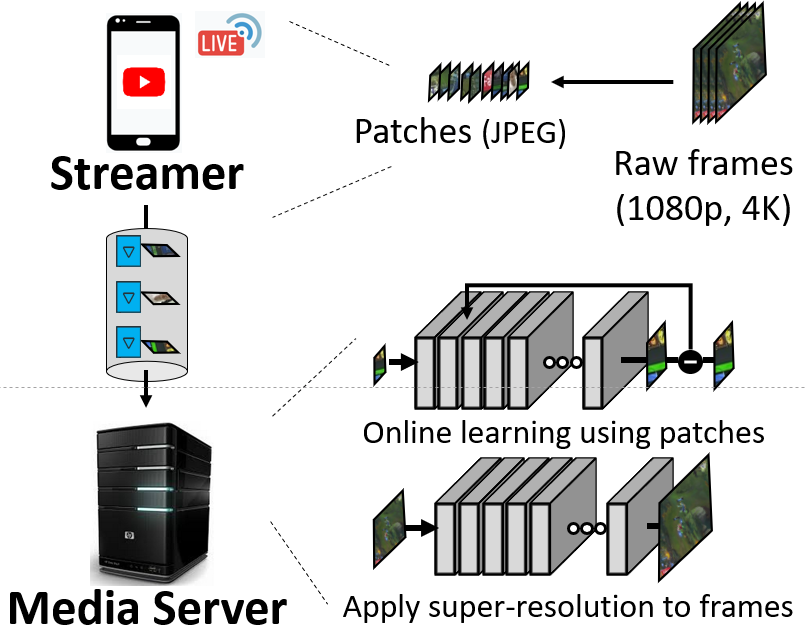 LIVE
Patches (JPEG)
Streamer
Raw frames
(1080p, 4K)
Online learning using patches
hp
Media Server
Apply super-resolution to frames